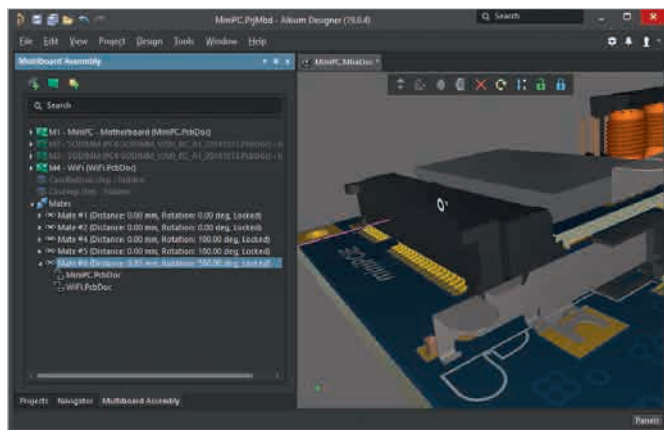 MiniPC.PrjMbd - Altium Designer (19.0.4)
Search
File Edit View Project Design Tools Window Help
Multiboard Assembly
MiniPC.MbaDoc *
Search
M1 - MiniPC - Motherboard (MiniPC.PcbDoc)
M4 - WiFi (WiFi.PcbDoc)
Mates
Mate #1 (Distance: 0.00 mm, Rotation: 0.00 deg, Locked)
Mate #2 (Distance: 0.00 mm, Rotation: 0.00 deg, Locked)
Mate #4 (Distance: 0.00 mm, Rotation: 100.00 deg, Locked)
Mate #5 (Distance: 0.00 mm, Rotation: 160.00 deg, Locked)
MiniPC.PcbDoc
WiFi.PcbDoc
miniPCIE
Projects Navigator Multiboard Assembly
Panels